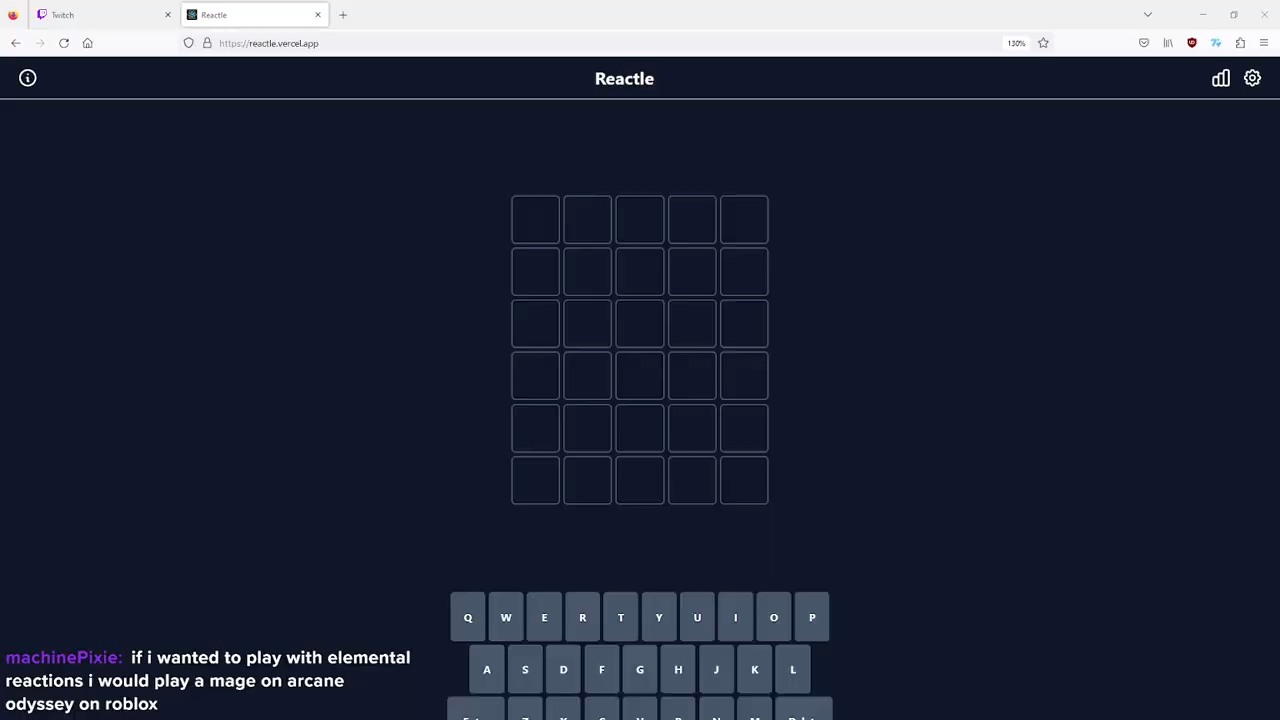 Twitch
Reactle
https://reactle.vercel.app
130%
Reactle
Q W E R T Y U I O P
A S D F G H J K L
machinePixie: if i wanted to play with elemental
reactions i would play a mage on arcane
odyssey on roblox